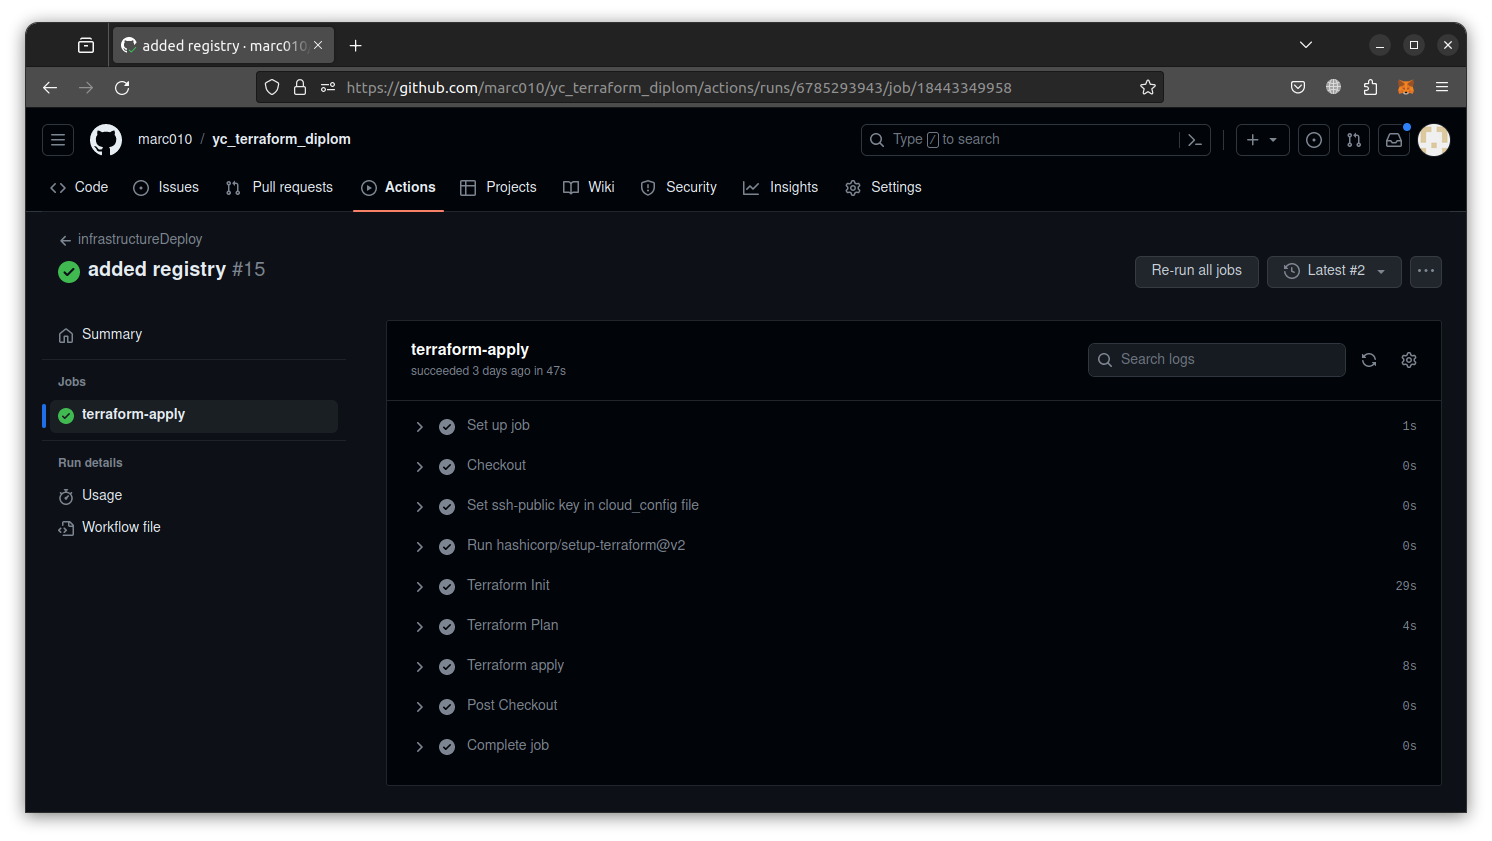 added registry · marc010
https://github.com/marc010/yc_terraform_diplom/actions/runs/6785293943/job/18443349958
marc010 / yc_terraform_diplom
Type / to search
Code Issues Pull requests Actions Projects Wiki Security Insights Settings
infrastructureDeploy
added registry #15
Re-run all jobs Latest #2
Summary
Jobs
terraform-apply
Run details
Usage
Workflow file
terraform-apply
succeeded 3 days ago in 47s
Search logs
Set up job 1s
Checkout 0s
Set ssh-public key in cloud_config file 0s
Run hashicorp/setup-terraform@v2 0s
Terraform Init 29s
Terraform Plan 4s
Terraform apply 8s
Post Checkout 0s
Complete job 0s